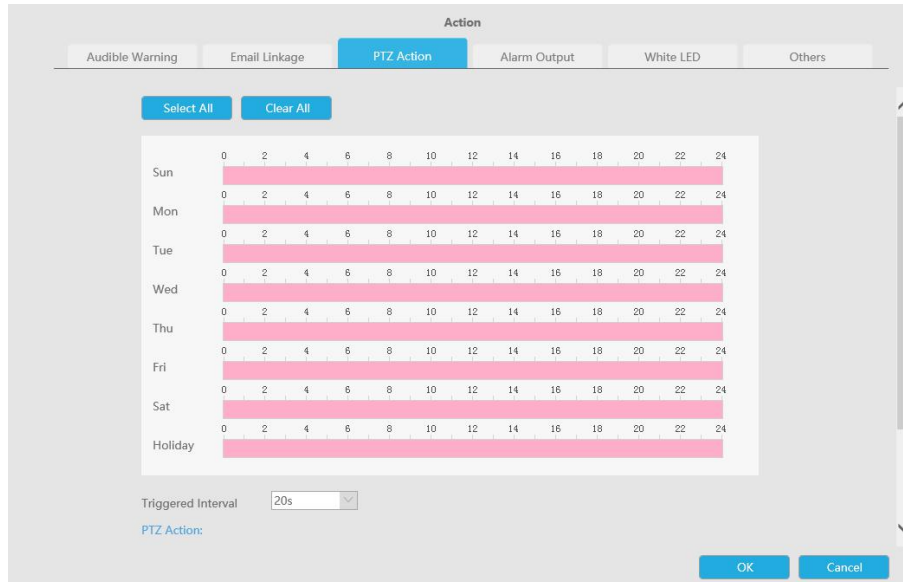 Action
Audible Warning Email Linkage PTZ Action Alarm Output White LED Others
Select All Clear All
0 2 4 6 8 10 12 14 16 18 20 22 24
Sun
0 2 4 6 8 10 12 14 16 18 20 22 24
Mon
0 2 4 6 8 10 12 14 16 18 20 22 24
Tue
0 2 4 6 8 10 12 14 16 18 20 22 24
Wed
0 2 4 6 8 10 12 14 16 18 20 22 24
Thu
0 2 4 6 8 10 12 14 16 18 20 22 24
Fri
0 2 4 6 8 10 12 14 16 18 20 22 24
Sat
0 2 4 6 8 10 12 14 16 18 20 22 24
Holiday
Triggered Interval 20s
PTZ Action:
OK Cancel